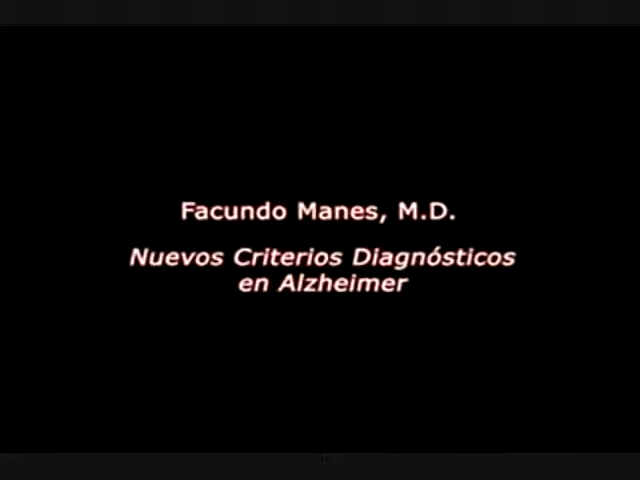 Facundo Manes, M.D.
Nuevos Criterios Diagnósticos
en Alzheimer